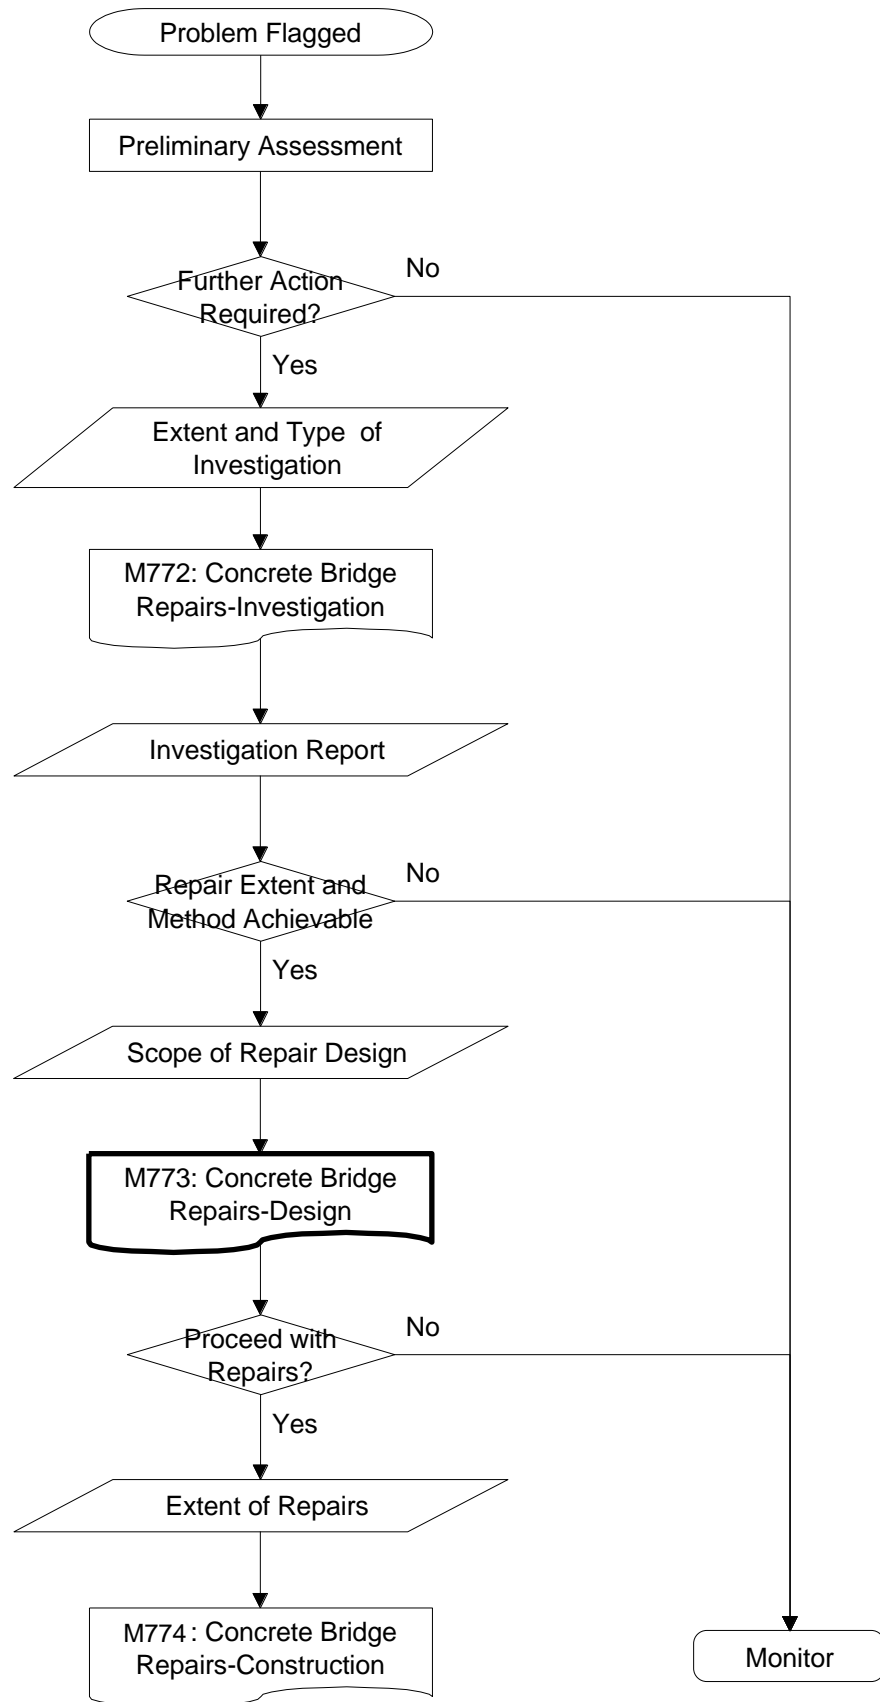 Problem Flagged
Preliminary Assessment
Further Action
Required?
No
Yes
Extent and Type of
Investigation
M772: Concrete Bridge
Repairs-Investigation
Investigation Report
Repair Extent and
Method Achievable
No
Yes
Scope of Repair Design
M773: Concrete Bridge
Repairs-Design
Proceed with
Repairs?
No
Yes
Extent of Repairs
M774: Concrete Bridge
Repairs-Construction
Monitor